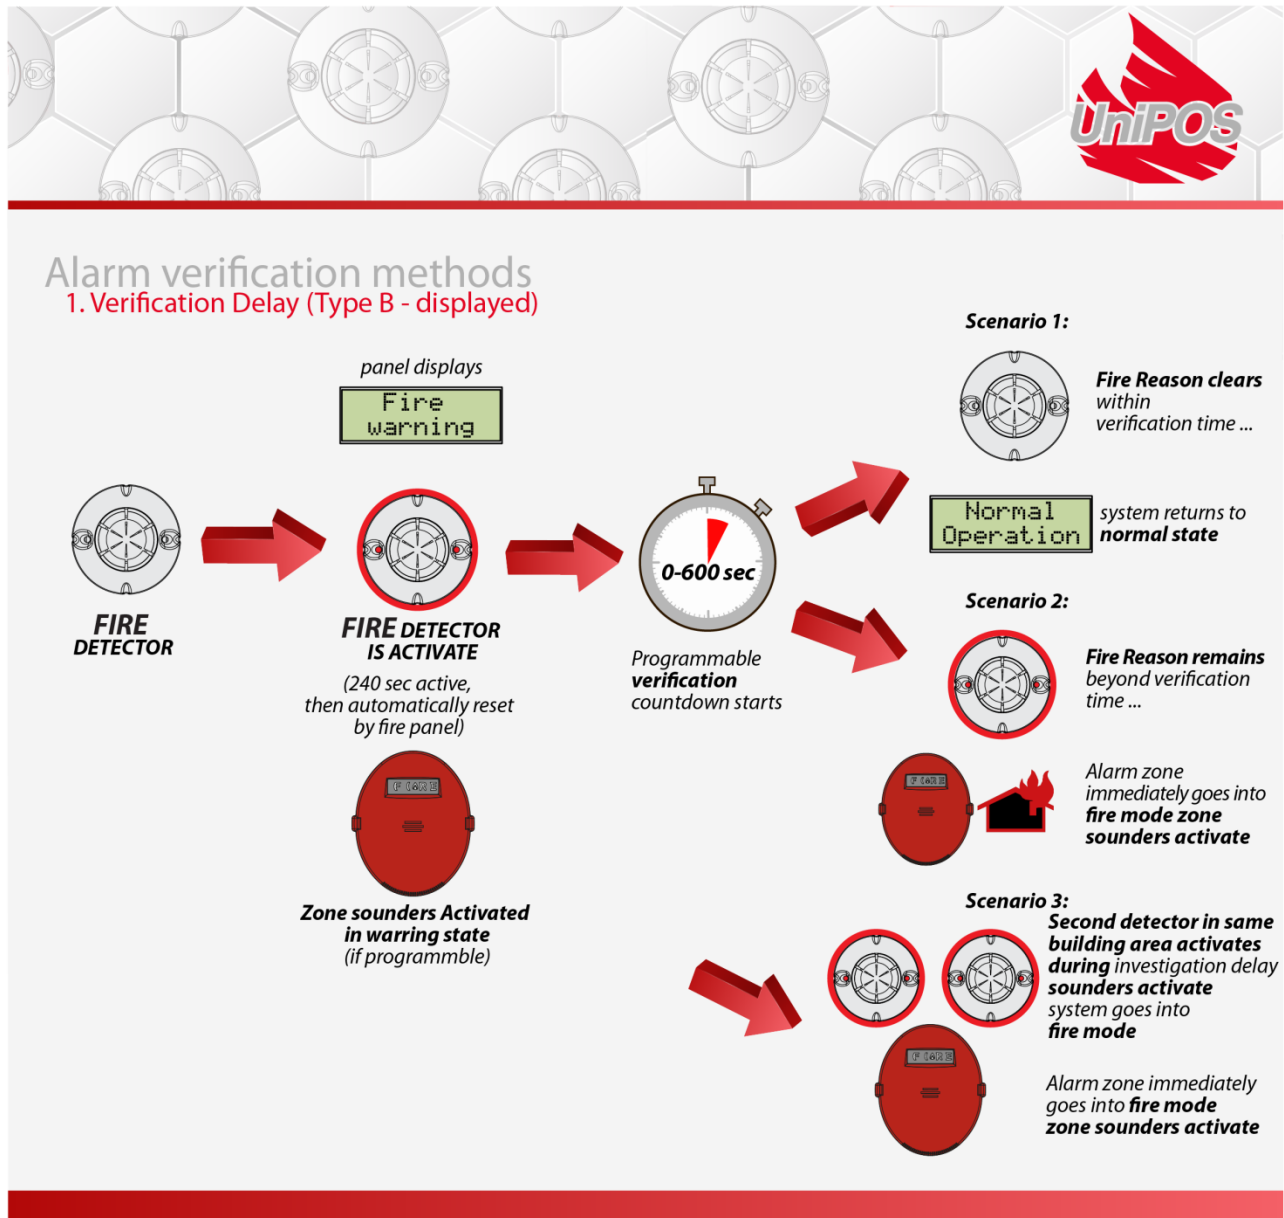 UniPOS
Alarm verification methods
1. Verification Delay (Type B - displayed)
panel displays
Fire
warning
FIRE
DETECTOR
FIRE DETECTOR
IS ACTIVATE
(240 sec active,
then automatically reset
by fire panel)
FIRE
Zone sounders Activated
in warring state
(if programmble)
0-600 sec
Programmable
verification
countdown starts
Scenario 1:
Fire Reason clears
within
verification time ...
Normal
Operation
system returns to
normal state
Scenario 2:
Fire Reason remains
beyond verification
time ...
FIRE
Alarm zone
immediately goes into
fire mode zone
sounders activate
Scenario 3:
Second detector in same
building area activates
during investigation delay
sounders activate
system goes into
fire mode
FIRE
Alarm zone immediately
goes into fire mode
zone sounders activate